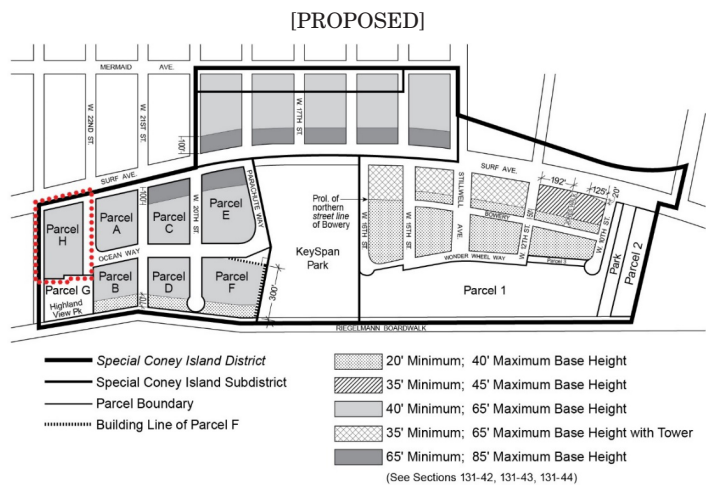 [PROPOSED]
MERMAID AVE.
W. 22ND ST.
W. 21ST ST.
W. 17TH ST.
100'
SURF AVE.
SURF AVE.
192'
125'
20'
100'
W. 20TH ST.
PARACHUTE WAY
Parcel H
Parcel A
Parcel C
Parcel E
Prol. of
northern
street line
of Bowery
W. 16TH ST.
W. 15TH ST.
STILLWELL AVE.
BOWERY
W. 12TH ST.
W. 10TH ST.
KeySpan
Park
OCEAN WAY
WONDER WHEEL WAY
Parcel G
Highland
View Pk
Parcel B
70'
Parcel D
Parcel F
300'
Parcel 1
Park
Parcel 2
RIEGELMANN BOARDWALK
Special Coney Island District
Special Coney Island Subdistrict
Parcel Boundary
Building Line of Parcel F
20' Minimum; 40' Maximum Base Height
35' Minimum; 45' Maximum Base Height
40' Minimum; 65' Maximum Base Height
35' Minimum; 65' Maximum Base Height with Tower
65' Minimum; 85' Maximum Base Height
(See Sections 131-42, 131-43, 131-44)